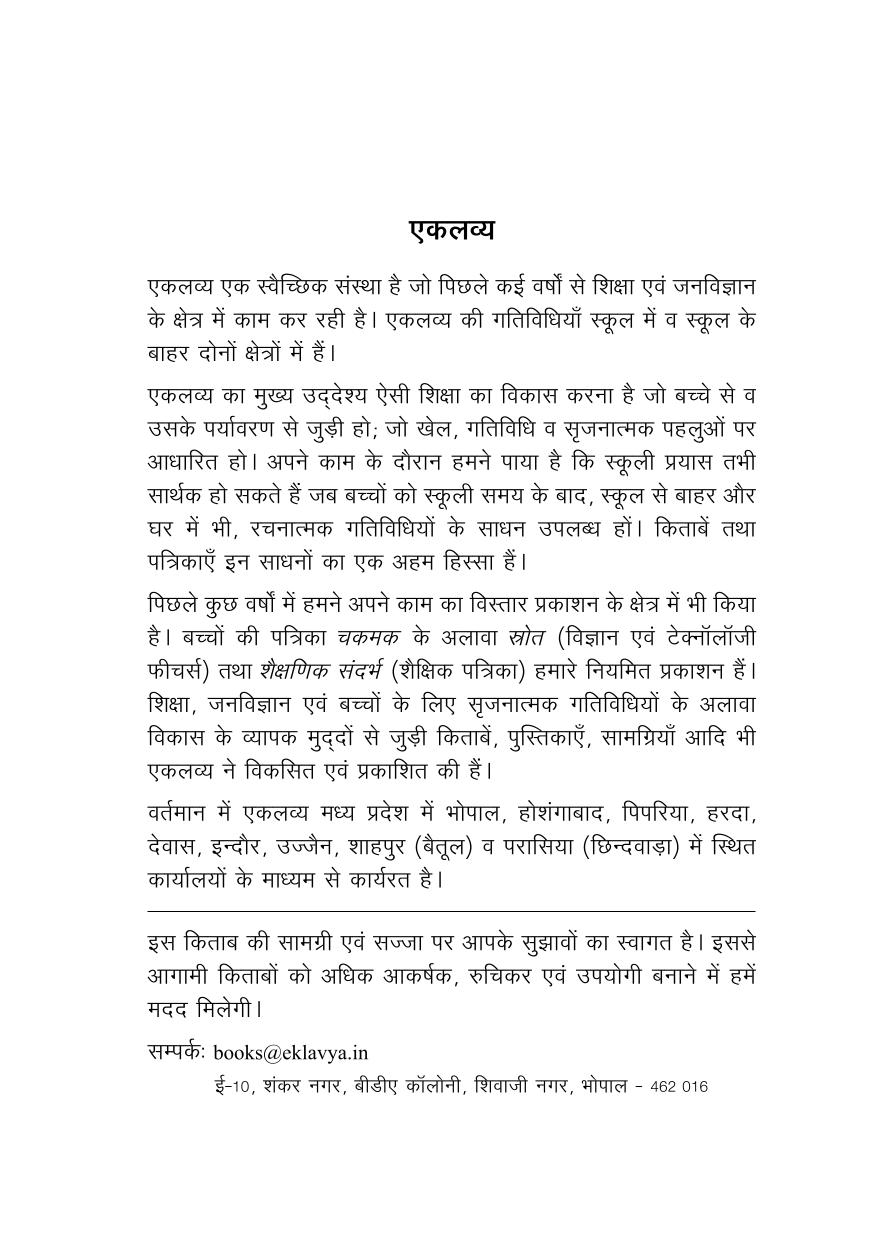 एकलव्य
एकलव्य एक स्वैच्छिक संस्था है जो पिछले कई वर्षों से शिक्षा एवं जनविज्ञान
के क्षेत्र में काम कर रही है। एकलव्य की गतिविधियाँ स्कूल में व स्कूल के
बाहर दोनों क्षेत्रों में हैं।
एकलव्य का मुख्य उद्देश्य ऐसी शिक्षा का विकास करना है जो बच्चे से व
उसके पर्यावरण से जुड़ी हो; जो खेल, गतिविधि व सृजनात्मक पहलुओं पर
आधारित हो। अपने काम के दौरान हमने पाया है कि स्कूली प्रयास तभी
सार्थक हो सकते हैं जब बच्चों को स्कूली समय के बाद, स्कूल से बाहर और
घर में भी, रचनात्मक गतिविधियों के साधन उपलब्ध हों। किताबें तथा
पत्रिकाएँ इन साधनों का एक अहम हिस्सा हैं।
पिछले कुछ वर्षों में हमने अपने काम का विस्तार प्रकाशन के क्षेत्र में भी किया
है। बच्चों की पत्रिका चकमक के अलावा स्रोत (विज्ञान एवं टेक्नॉलॉजी
फीचर्स) तथा शैक्षणिक संदर्भ (शैक्षिक पत्रिका) हमारे नियमित प्रकाशन हैं।
शिक्षा, जनविज्ञान एवं बच्चों के लिए सृजनात्मक गतिविधियों के अलावा
विकास के व्यापक मुद्दों से जुड़ी किताबें, पुस्तिकाएँ, सामग्रियाँ आदि भी
एकलव्य ने विकसित एवं प्रकाशित की हैं।
वर्तमान में एकलव्य मध्य प्रदेश में भोपाल, होशंगाबाद, पिपरिया, हरदा,
देवास, इन्दौर, उज्जैन, शाहपुर (बैतूल) व परासिया (छिन्दवाड़ा) में स्थित
कार्यालयों के माध्यम से कार्यरत है।
इस किताब की सामग्री एवं सज्जा पर आपके सुझावों का स्वागत है। इससे
आगामी किताबों को अधिक आकर्षक, रुचिकर एवं उपयोगी बनाने में हमें
मदद मिलेगी।
सम्पर्क: books@eklavya.in
ई-10, शंकर नगर, बीडीए कॉलोनी, शिवाजी नगर, भोपाल - 462 016